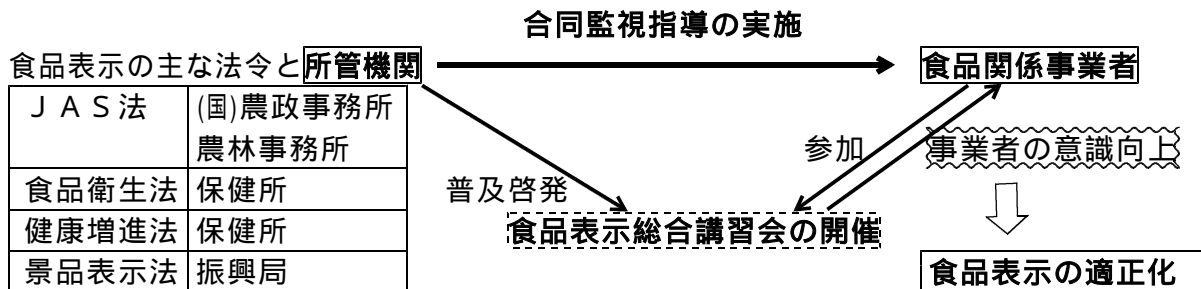 合同監視指導の実施
食品表示の主な法令と所管機関
食品関係事業者
ＪＡＳ法 (国)農政事務所
農林事務所
食品衛生法 保健所
健康増進法 保健所
景品表示法 振興局
普及啓発
参加
事業者の意識向上
食品表示総合講習会の開催
食品表示の適正化